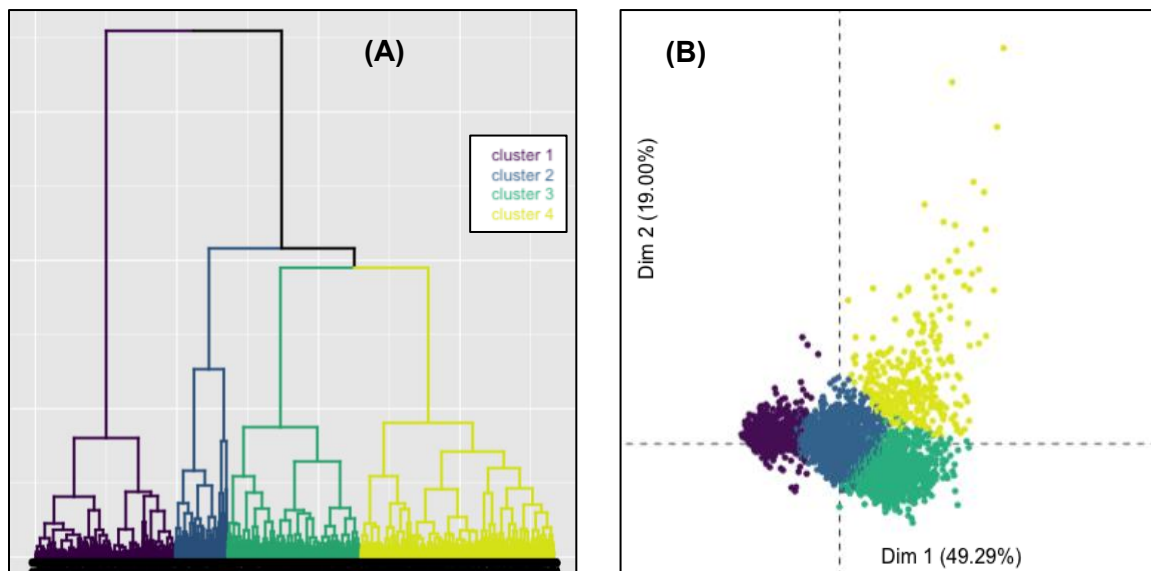 (A)
cluster 1
cluster 2
cluster 3
cluster 4
(B)
Dim 2 (19.00%)
Dim 1 (49.29%)